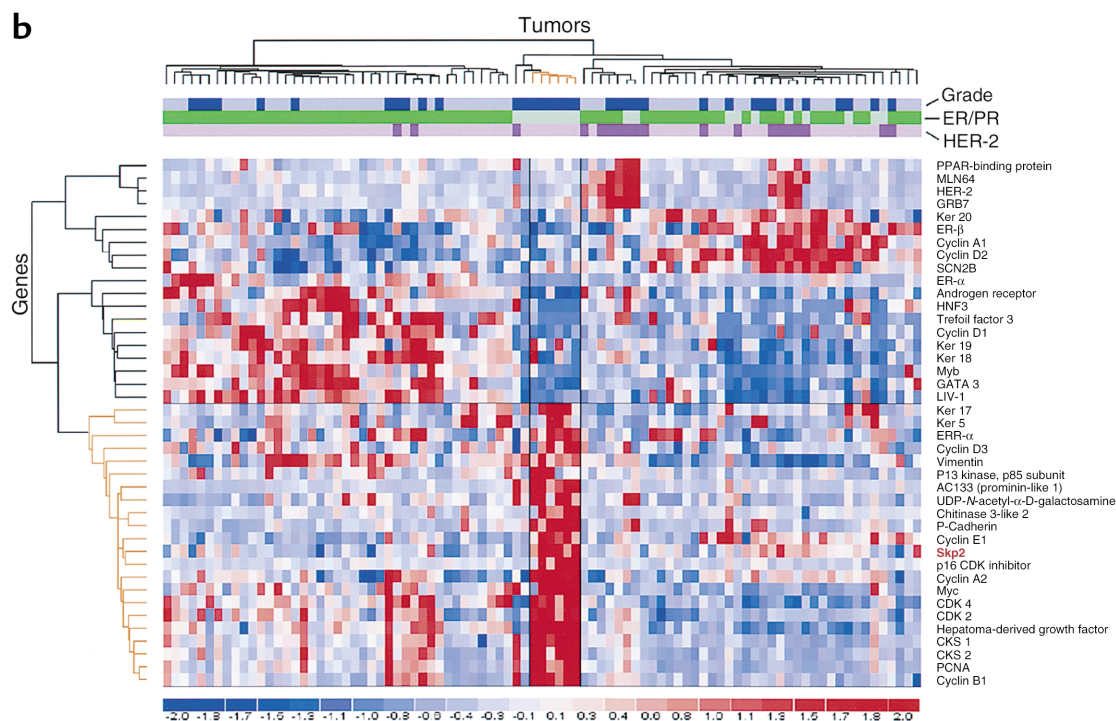 b
Tumors
Grade
ER/PR
HER-2
Genes
PPAR-binding protein
MLN64
HER-2
GRB7
Ker 20
ER-β
Cyclin A1
Cyclin D2
SCN2B
ER-α
Androgen receptor
HNF3
Trefoil factor 3
Cyclin D1
Ker 19
Ker 18
Myb
GATA 3
LIV-1
Ker 17
Ker 5
ERR-α
Cyclin D3
Vimentin
P13 kinase, p85 subunit
AC133 (prominin-like 1)
UDP-N-acetyl-α-D-galactosamine
Chitinase 3-like 2
P-Cadherin
Cyclin E1
Skp2
p16 CDK inhibitor
Cyclin A2
Myc
CDK 4
CDK 2
Hepatoma-derived growth factor
CKS 1
CKS 2
PCNA
Cyclin B1
-2.0 -1.8 -1.7 -1.5 -1.3 -1.1 -1.0 -0.8 -0.6 -0.4 -0.3 -0.1 0.1 0.3 0.4 0.6 0.8 1.0 1.1 1.3 1.5 1.7 1.8 2.0